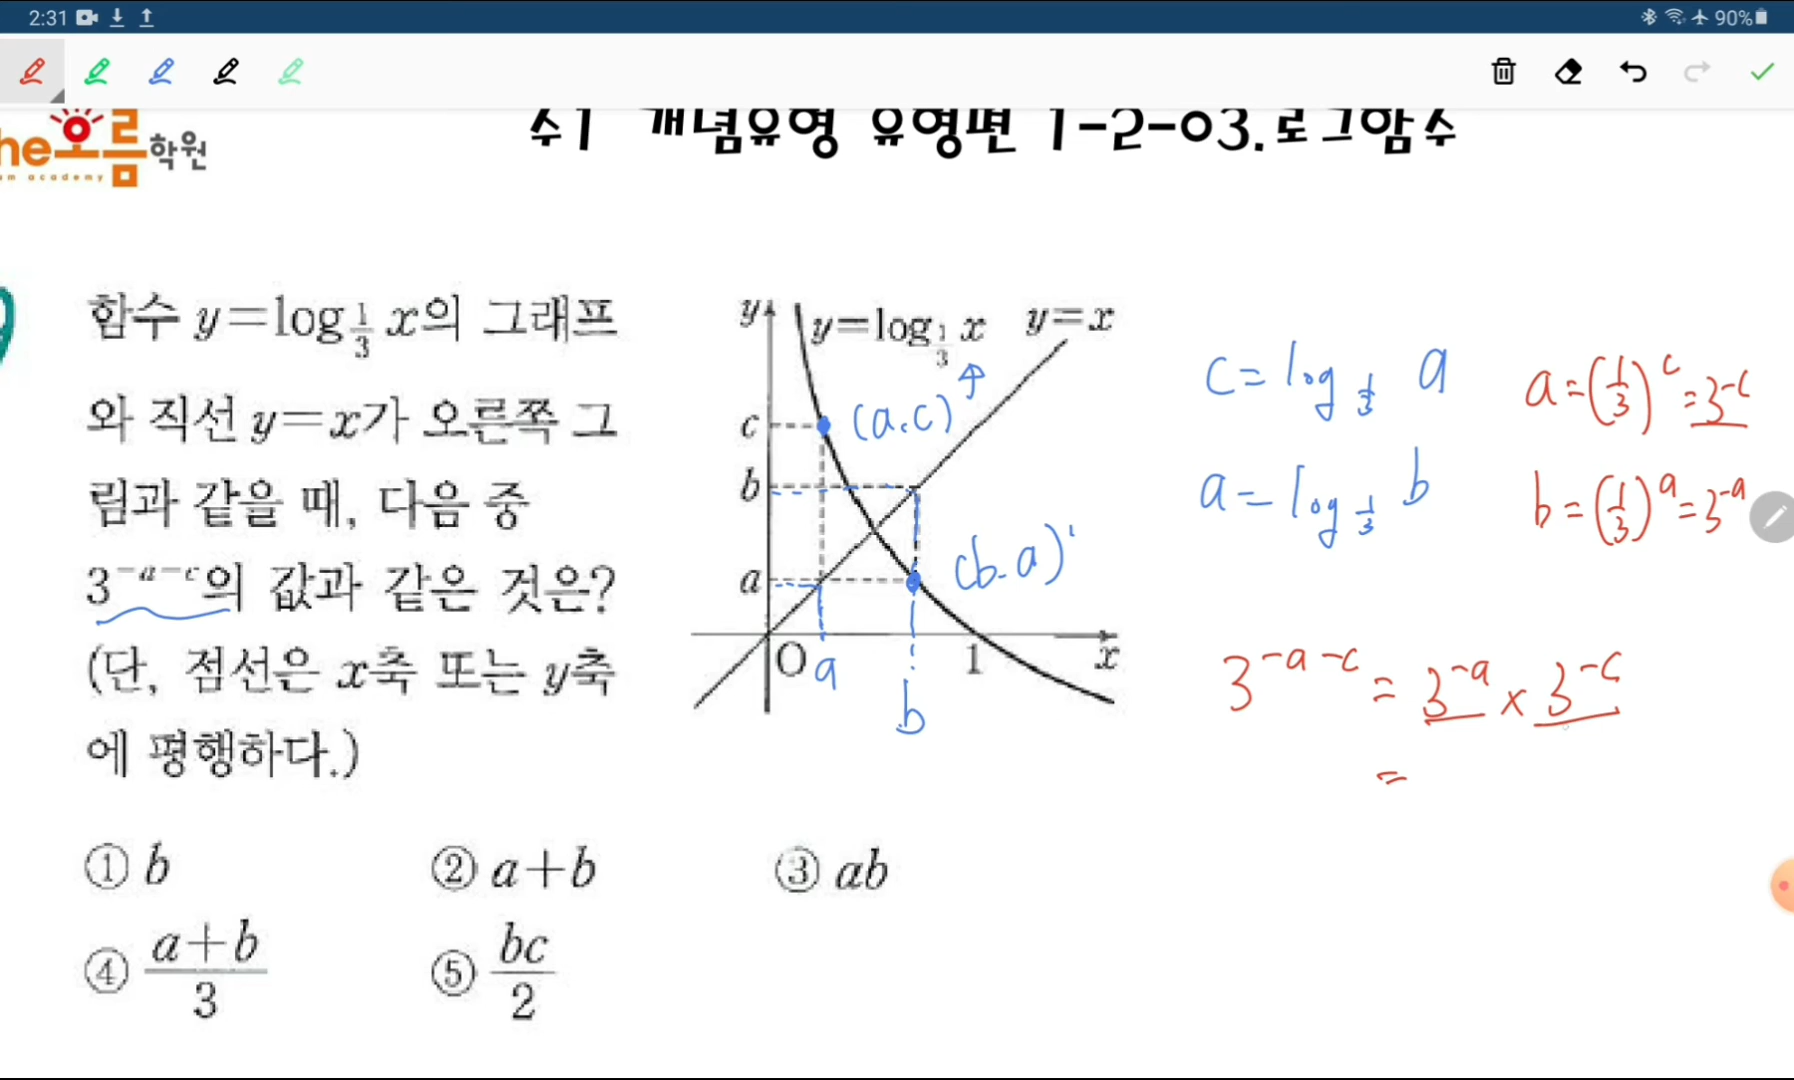 2:31 90%
he오름학원
m academy
수1 개념유형 유형편 1-2-03.로그함수
함수 y=log_{1/3} x의 그래프
와 직선 y=x가 오른쪽 그
림과 같을 때, 다음 중
3^{-a-c}의 값과 같은 것은?
(단, 점선은 x축 또는 y축
에 평행하다.)
y y=log_{1/3} x y=x
c (a,c)
b
a (b,a)
O a 1 x
b
c=log_{1/3} a a=(1/3)^c=3^{-c}
a=log_{1/3} b b=(1/3)^a=3^{-a}
3^{-a-c}=3^{-a}×3^{-c}
=
① b ② a+b ③ ab
④ \frac{a+b}{3} ⑤ \frac{bc}{2}